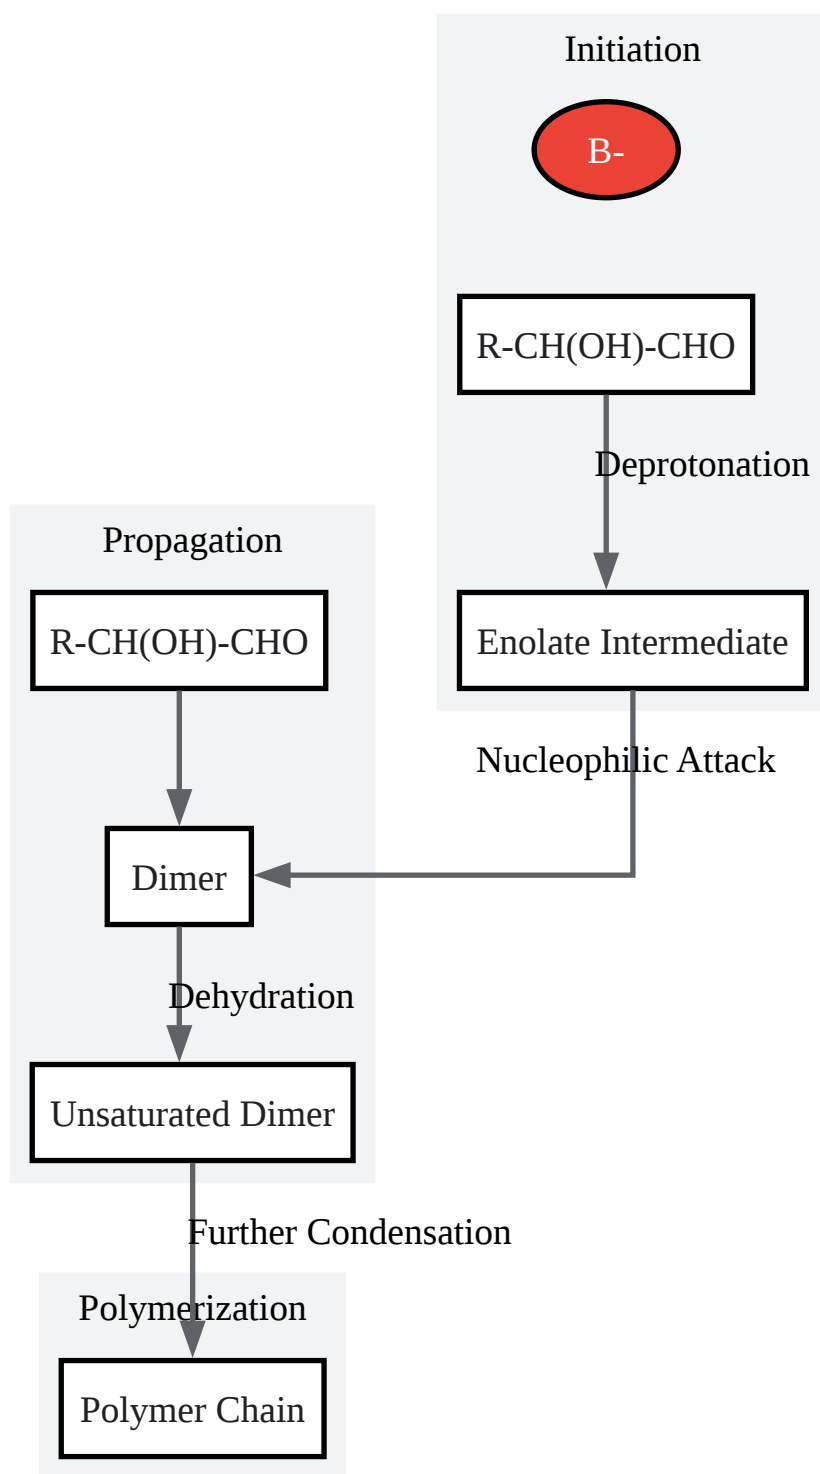 Initiation
B-
R-CH(OH)-CHO
Deprotonation
Enolate Intermediate
Nucleophilic Attack
Propagation
R-CH(OH)-CHO
Dimer
Dehydration
Unsaturated Dimer
Further Condensation
Polymerization
Polymer Chain